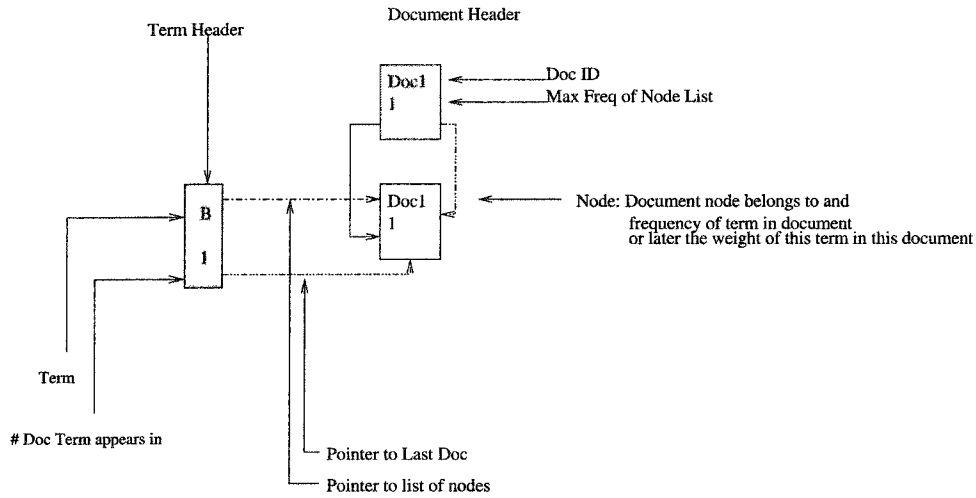 Document Header
Term Header
Doc1
1
Doc ID
Max Freq of Node List
B
1
Doc1
1
Node: Document node belongs to and
frequency of term in document
or later the weight of this term in this document
Term
# Doc Term appears in
Pointer to Last Doc
Pointer to list of nodes